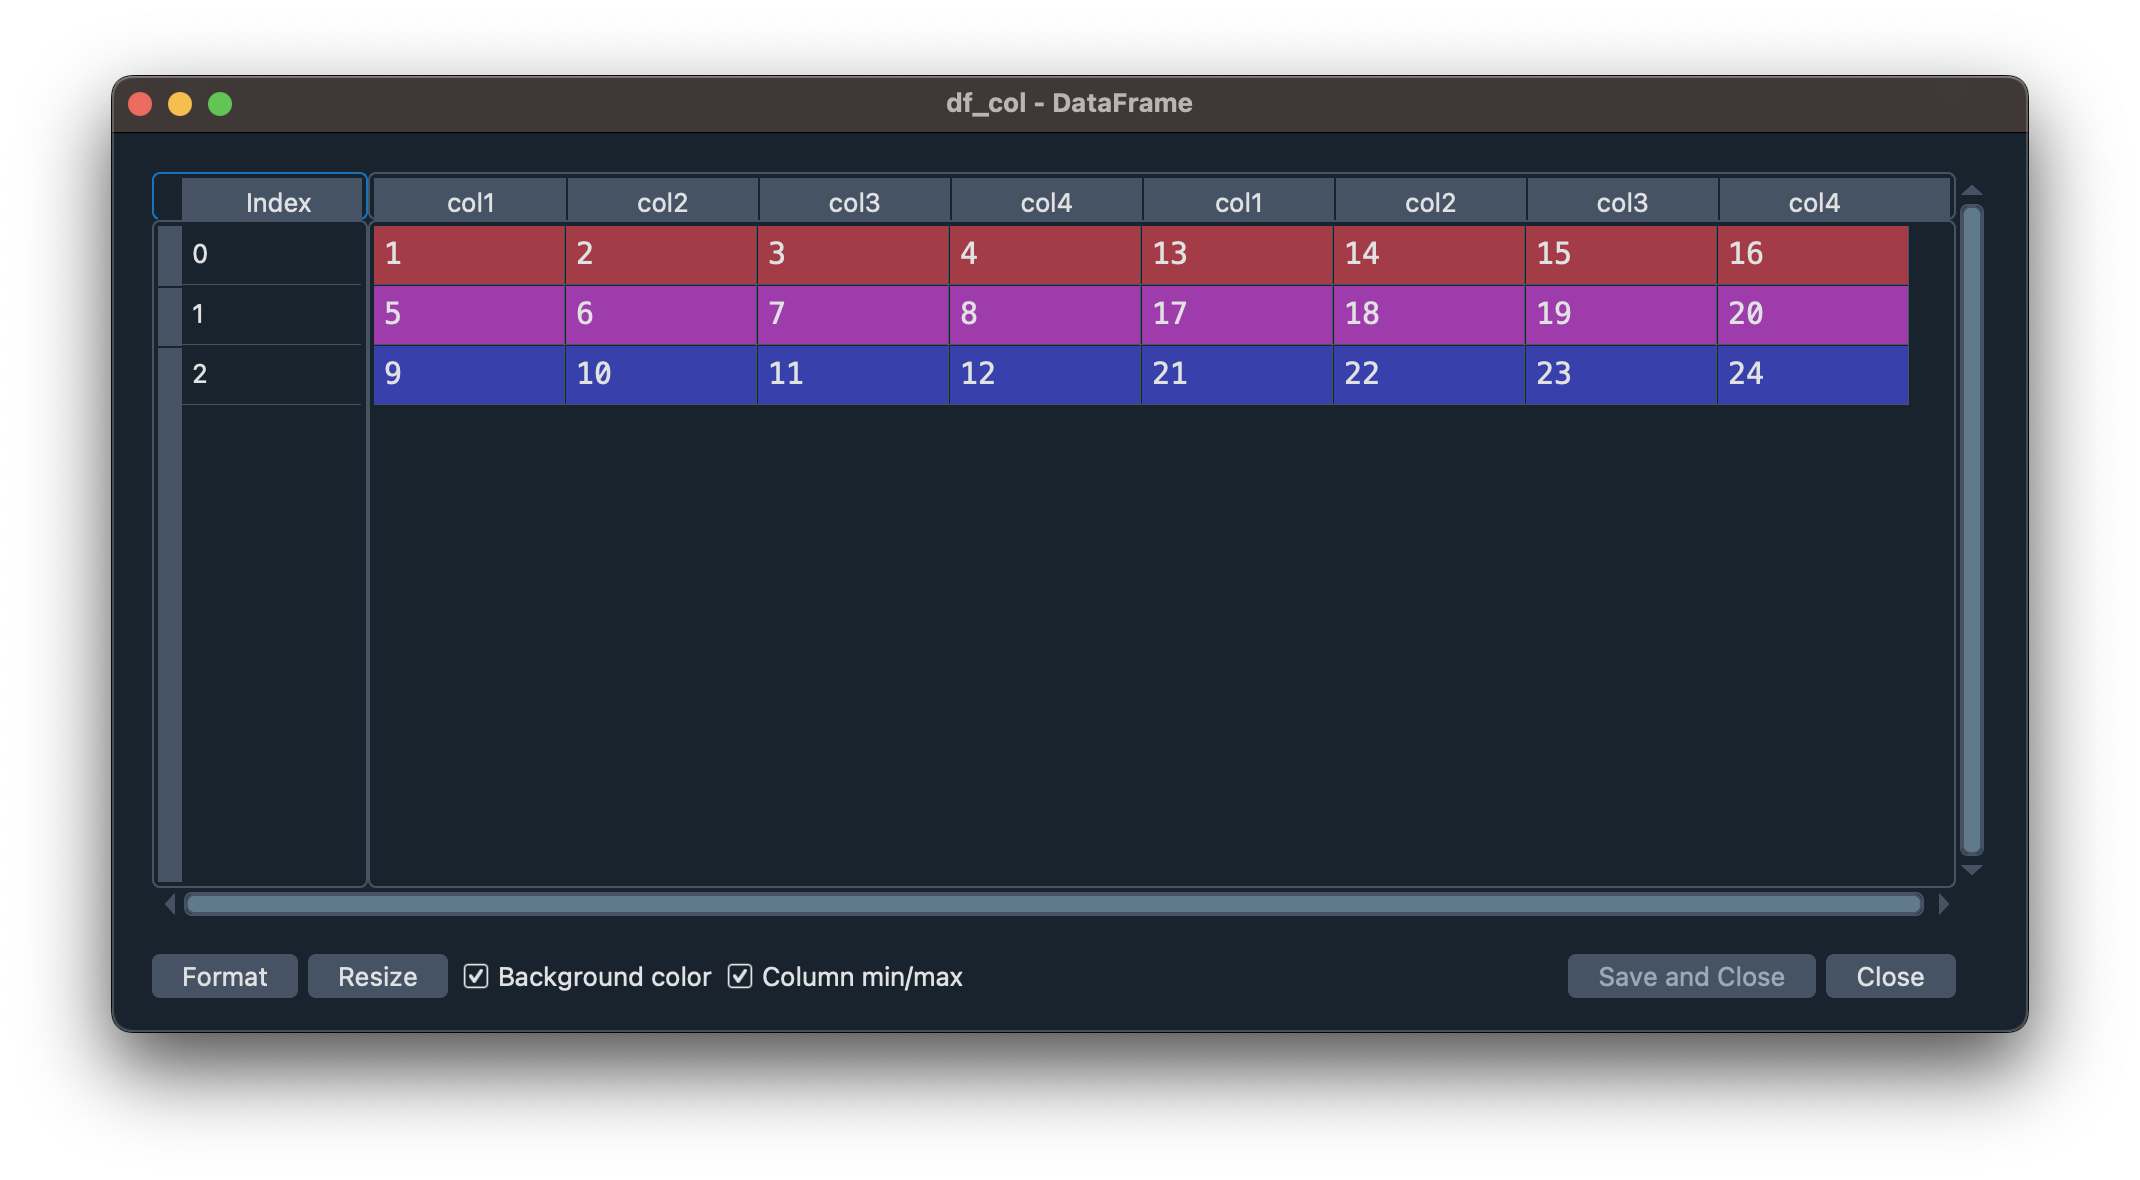 df_col - DataFrame
Index col1 col2 col3 col4 col1 col2 col3 col4
0 1 2 3 4 13 14 15 16
1 5 6 7 8 17 18 19 20
2 9 10 11 12 21 22 23 24
Format Resize Background color Column min/max Save and Close Close